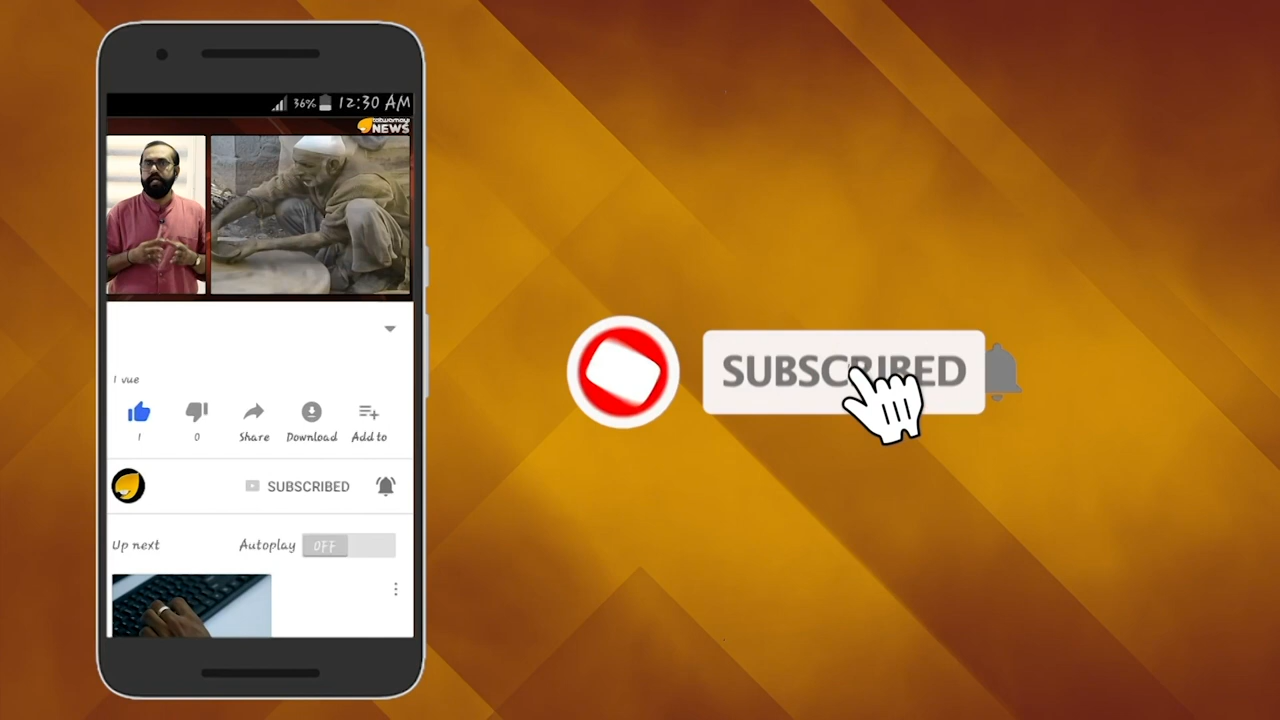 36% 12:30 AM
tatwamayi
NEWS
1 vue
1
0
Share
Download
Add to
SUBSCRIBED
Up next
Autoplay
OFF
SUBSCRIBED